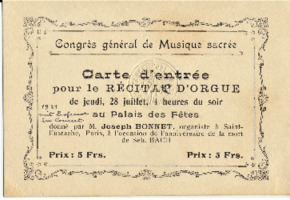 Congrès général de Musique sacrée
Carte d'entrée
pour le RÉCITAL D'ORGUE
de jeudi, 28 juillet, 4 heures du soir
au Palais des Fêtes
1921
donné par M. Joseph BONNET, organiste à Saint-
Eustache, Paris, à l'occasion de l'anniversaire de la mort
de Seb. BACH
Prix : 5 Frs.
Prix : 3 Frs.